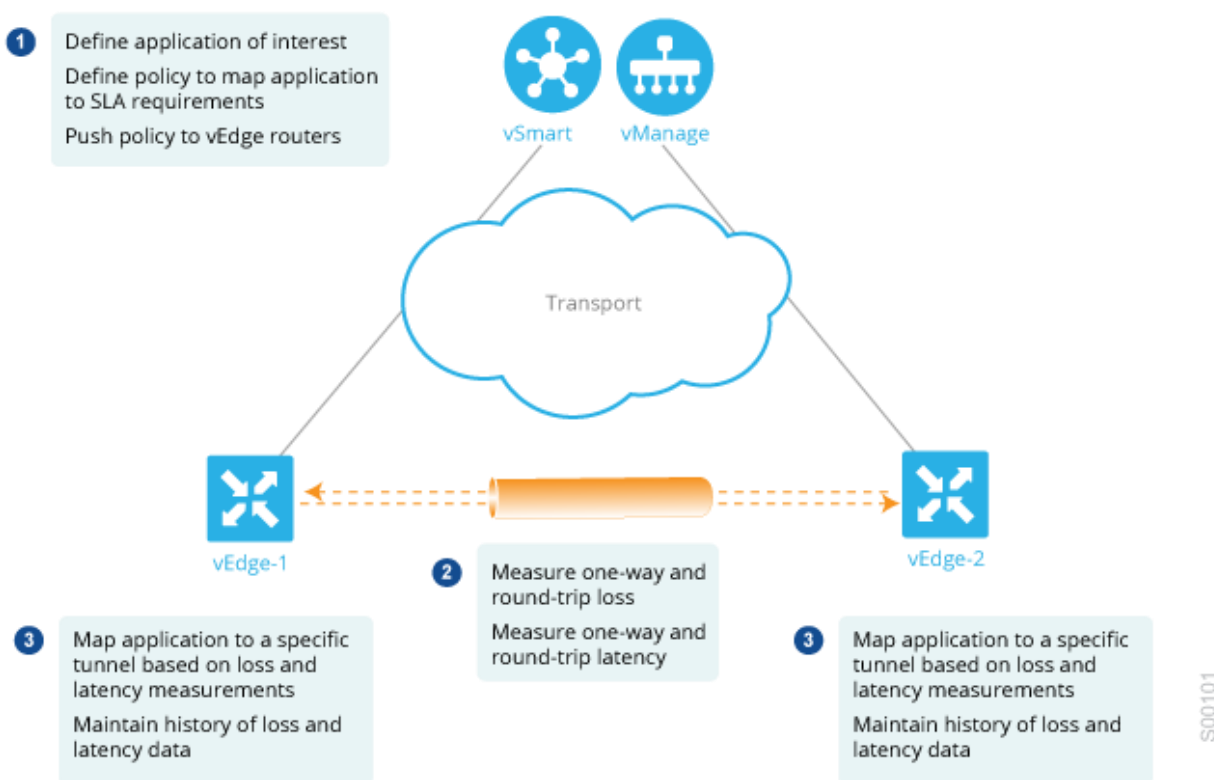 1
Define application of interest
Define policy to map application
to SLA requirements
Push policy to vEdge routers
vSmart
vManage
Transport
vEdge-1
vEdge-2
2
Measure one-way and
round-trip loss
Measure one-way and
round-trip latency
3
Map application to a specific
tunnel based on loss and
latency measurements
Maintain history of loss and
latency data
3
Map application to a specific
tunnel based on loss and
latency measurements
Maintain history of loss and
latency data
S00101